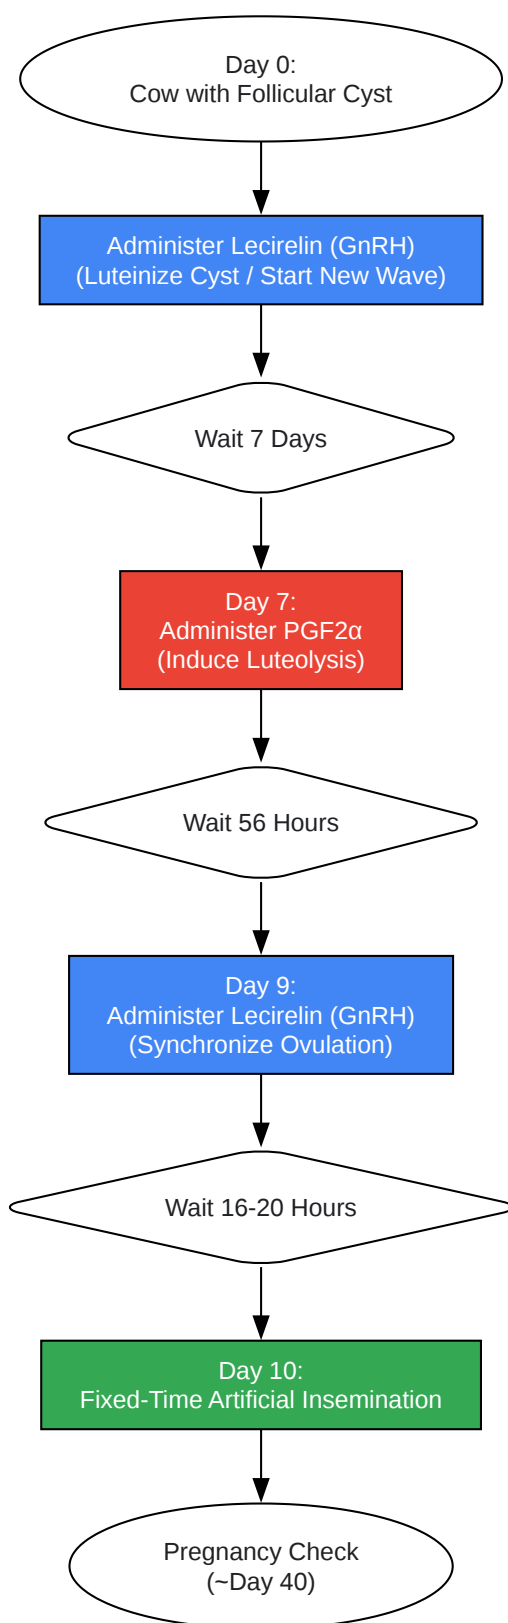 Day 0:
Cow with Follicular Cyst
Administer Lecirelin (GnRH)
(Luteinize Cyst / Start New Wave)
Wait 7 Days
Day 7:
Administer PGF2α
(Induce Luteolysis)
Wait 56 Hours
Day 9:
Administer Lecirelin (GnRH)
(Synchronize Ovulation)
Wait 16-20 Hours
Day 10:
Fixed-Time Artificial Insemination
Pregnancy Check
(~Day 40)